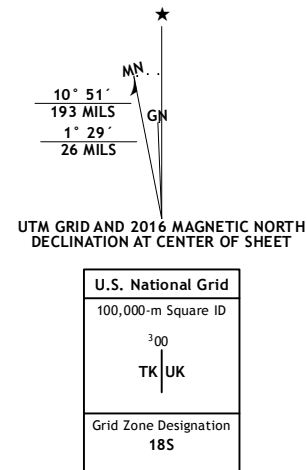 ★
MN
GN
10° 51´
193 MILS
1° 29´
26 MILS
UTM GRID AND 2016 MAGNETIC NORTH
DECLINATION AT CENTER OF SHEET
U.S. National Grid
100,000-m Square ID
³00
TK UK
Grid Zone Designation
18S